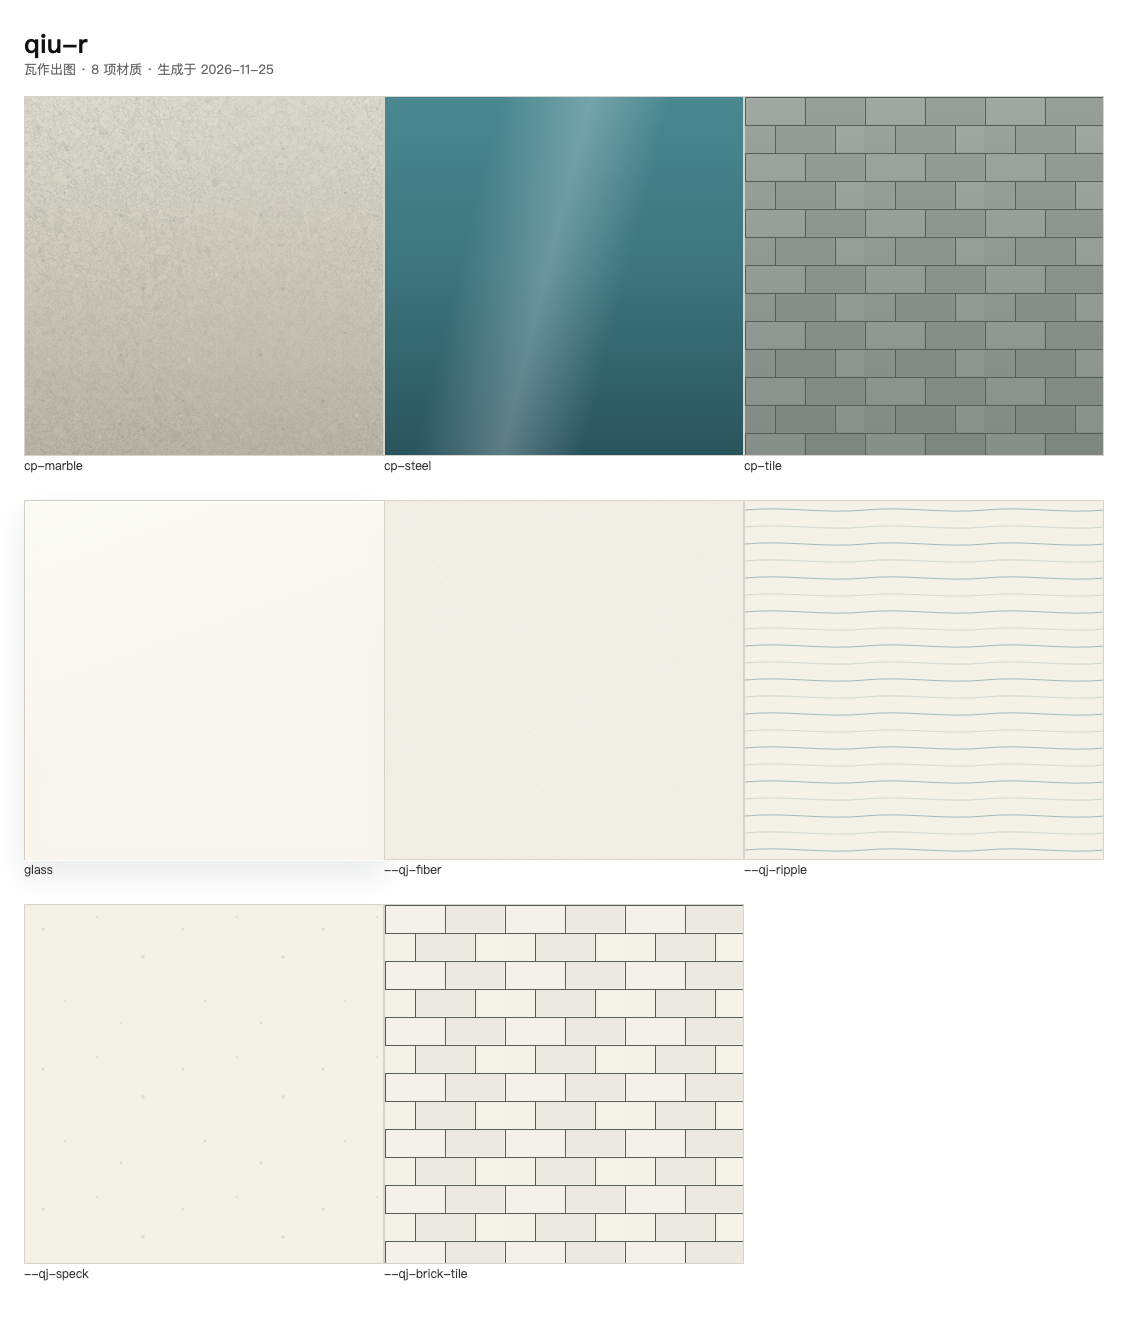 qiu-r
瓦作出图 · 8 项材质 · 生成于 2026-11-25
cp-marble
cp-steel
cp-tile
glass
--qj-fiber
--qj-ripple
--qj-speck
--qj-brick-tile